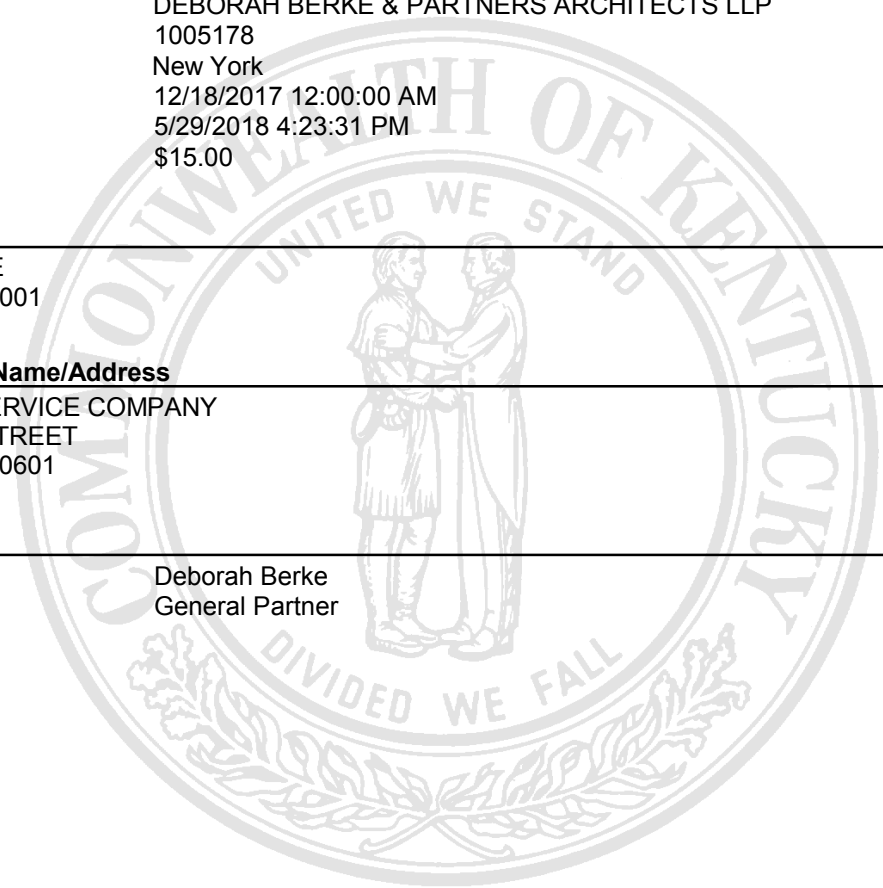 DEBORAH BERKE & PARTNERS ARCHITECTS LLP
1005178
New York
12/18/2017 12:00:00 AM
5/29/2018 4:23:31 PM
$15.00
E
001
Name/Address
ERVICE COMPANY
TREET
0601
Deborah Berke
General Partner
COMMONWEALTH OF KENTUCKY
UNITED WE STAND
DIVIDED WE FALL